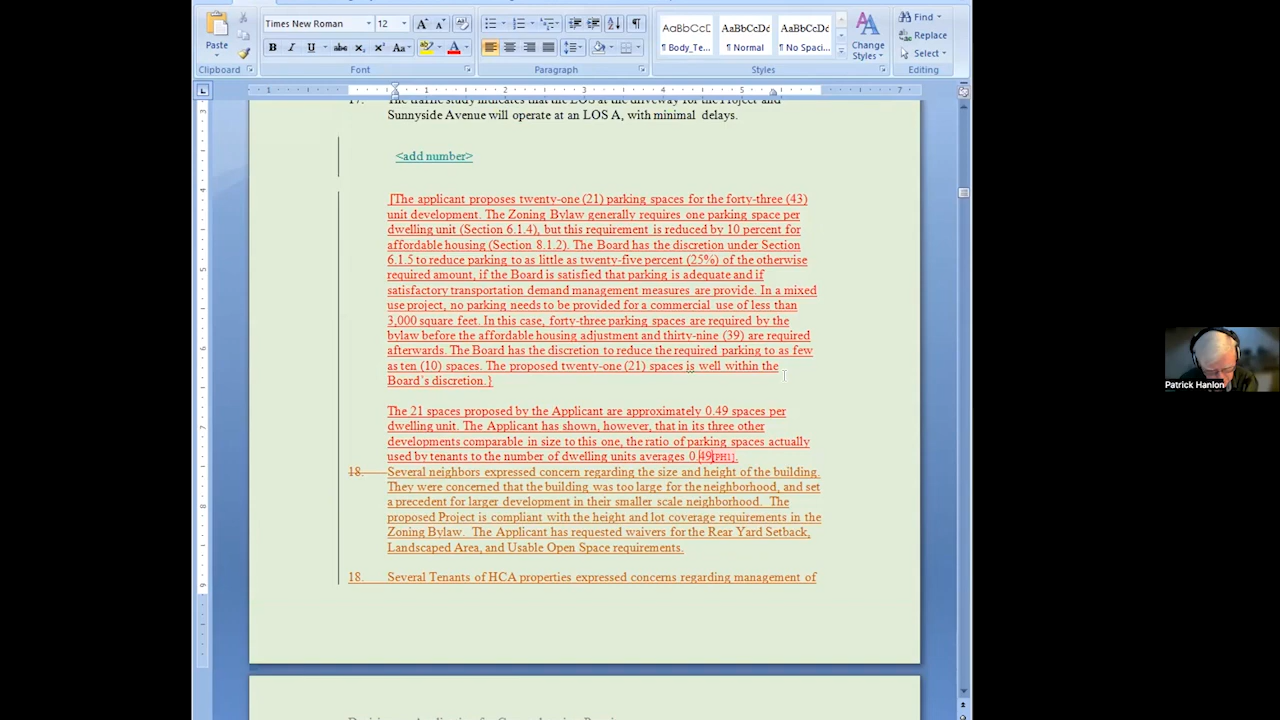 Times New Roman
12
AaBbCcDc
AaBbCcDc
AaBbCcDc
Find
Replace
Select
Paste
¶ Body_Te...
¶ Normal
¶ No Spaci...
Change
Styles
B I U abc x₂ x² Aa
Clipboard
Font
Paragraph
Styles
Editing
1 1 2 3 4 5 7
17. The traffic study indicates that the LOS at the driveway for the Project and
Sunnyside Avenue will operate at an LOS A, with minimal delays.
<add number>
[The applicant proposes twenty-one (21) parking spaces for the forty-three (43)
unit development. The Zoning Bylaw generally requires one parking space per
dwelling unit (Section 6.1.4), but this requirement is reduced by 10 percent for
affordable housing (Section 8.1.2). The Board has the discretion under Section
6.1.5 to reduce parking to as little as twenty-five percent (25%) of the otherwise
required amount, if the Board is satisfied that parking is adequate and if
satisfactory transportation demand management measures are provide. In a mixed
use project, no parking needs to be provided for a commercial use of less than
3,000 square feet. In this case, forty-three parking spaces are required by the
bylaw before the affordable housing adjustment and thirty-nine (39) are required
afterwards. The Board has the discretion to reduce the required parking to as few
as ten (10) spaces. The proposed twenty-one (21) spaces is well within the
Board's discretion.}
The 21 spaces proposed by the Applicant are approximately 0.49 spaces per
dwelling unit. The Applicant has shown, however, that in its three other
developments comparable in size to this one, the ratio of parking spaces actually
used by tenants to the number of dwelling units averages 0.49[PH1].
18. Several neighbors expressed concern regarding the size and height of the building.
They were concerned that the building was too large for the neighborhood, and set
a precedent for larger development in their smaller scale neighborhood. The
proposed Project is compliant with the height and lot coverage requirements in the
Zoning Bylaw. The Applicant has requested waivers for the Rear Yard Setback,
Landscaped Area, and Usable Open Space requirements.
18. Several Tenants of HCA properties expressed concerns regarding management of
Patrick Hanlon